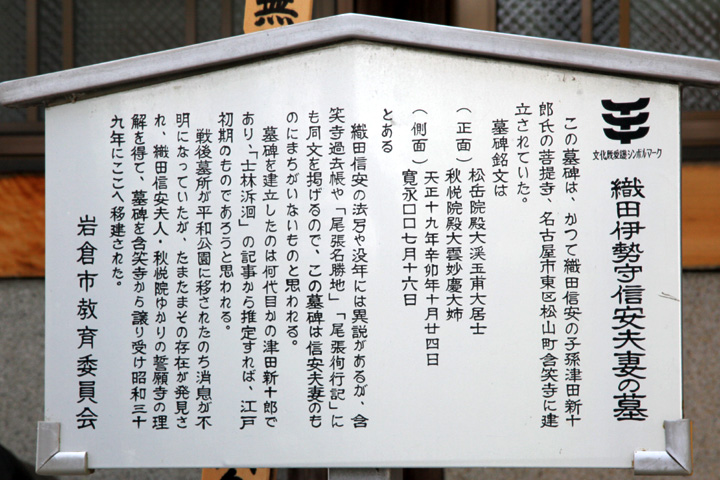 無
文化財愛護シンボルマーク
織田伊勢守信安夫妻の墓
この墓碑は、かつて織田信安の子孫津田新十
郎氏の菩提寺、名古屋市東区松山町含笑寺に建
立されていた。
墓碑銘文は
(正面)松岳院殿大渓玉甫大居士
秋悦院殿大雲妙慶大姉
(側面)天正十九年辛卯年十月廿四日
寛永口口七月十六日
とある
織田信安の法号や没年には異説があるが、含
笑寺過去帳や「尾張名勝地」「尾張徇行記」に
も同文を掲げるので、この墓碑は信安夫妻のも
のにまちがいないものと思われる。
墓碑を建立したのは何代目かの津田新十郎で
あり、「士林泝洄」の記事から推定すれば、江戸
初期のものであろうと思われる。
戦後墓所が平和公園に移されたのち消息が不
明になっていたが、たまたまその存在が発見さ
れ、織田信安夫人・秋悦院ゆかりの誓願寺の理
解を得て、墓碑を含笑寺から譲り受け昭和三十
九年にここへ移建された。
岩倉市教育委員会